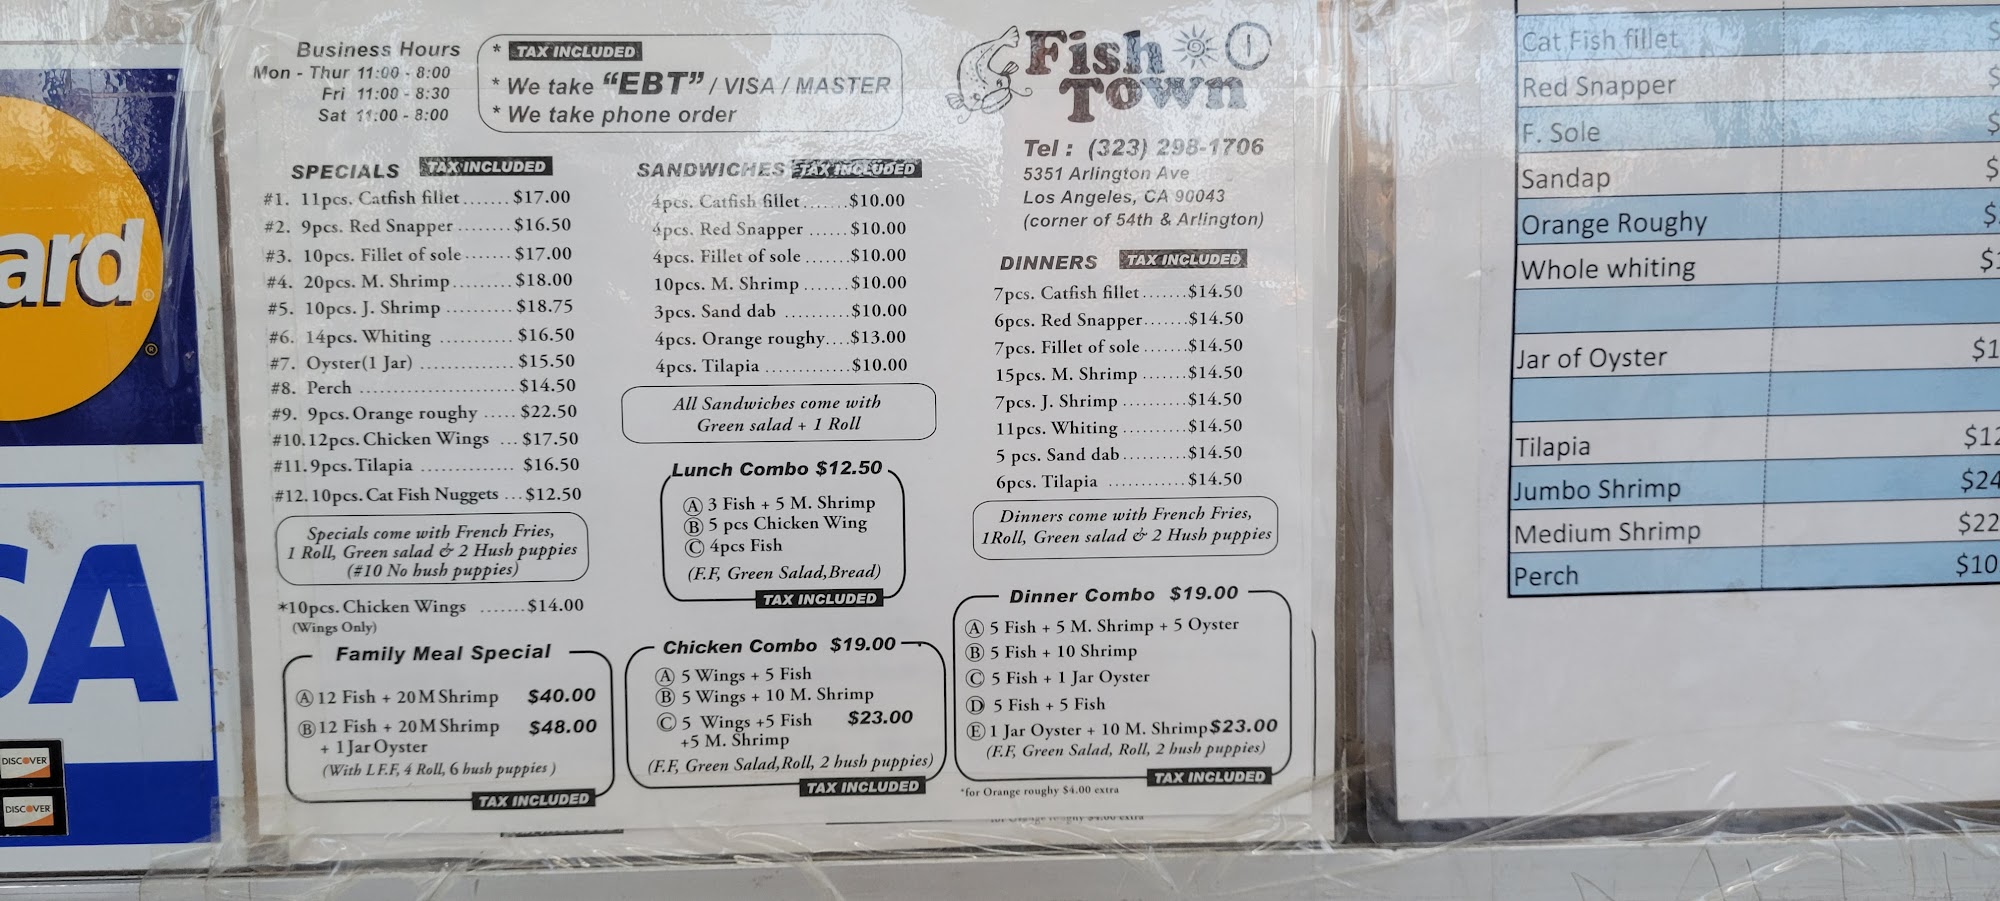 ard
SA
DISCOVER
DISCOVER
Business Hours
Mon - Thur 11:00 - 8:00
Fri 11:00 - 8:30
Sat 11:00 - 8:00
* TAX INCLUDED
* We take "EBT" / VISA / MASTER
* We take phone order
Fish Town
Tel : (323) 298-1706
5351 Arlington Ave
Los Angeles, CA 90043
(corner of 54th & Arlington)
SPECIALS TAX INCLUDED
#1. 11pcs. Catfish fillet.......$17.00
#2. 9pcs. Red Snapper ........$16.50
#3. 10pcs. Fillet of sole .......$17.00
#4. 20pcs. M. Shrimp..........$18.00
#5. 10pcs. J. Shrimp ..........$18.75
#6. 14pcs. Whiting ............$16.50
#7. Oyster(1 Jar) ..............$15.50
#8. Perch .......................$14.50
#9. 9pcs. Orange roughy ..... $22.50
#10.12pcs. Chicken Wings ...$17.50
#11.9pcs. Tilapia ..............$16.50
#12.10pcs. Cat Fish Nuggets ...$12.50
Specials come with French Fries,
1 Roll, Green salad & 2 Hush puppies
(#10 No hush puppies)
*10pcs. Chicken Wings .......$14.00
(Wings Only)
Family Meal Special
Ⓐ 12 Fish + 20M Shrimp $40.00
Ⓑ 12 Fish + 20M Shrimp $48.00
+ 1Jar Oyster
(With L F.F, 4 Roll, 6 hush puppies )
TAX INCLUDED
SANDWICHES TAX INCLUDED
4pcs. Catfish fillet.......$10.00
4pcs. Red Snapper ......$10.00
4pcs. Fillet of sole .......$10.00
10pcs. M. Shrimp .......$10.00
3pcs. Sand dab ..........$10.00
4pcs. Orange roughy....$13.00
4pcs. Tilapia .............$10.00
All Sandwiches come with
Green salad + 1 Roll
Lunch Combo $12.50
Ⓐ 3 Fish + 5 M. Shrimp
Ⓑ 5 pcs Chicken Wing
Ⓒ 4pcs Fish
(F.F, Green Salad,Bread)
TAX INCLUDED
Chicken Combo $19.00
Ⓐ 5 Wings + 5 Fish
Ⓑ 5 Wings + 10 M. Shrimp
Ⓒ 5 Wings +5 Fish $23.00
+5 M. Shrimp
(F.F, Green Salad,Roll, 2 hush puppies)
TAX INCLUDED
DINNERS TAX INCLUDED
7pcs. Catfish fillet .......$14.50
6pcs. Red Snapper.......$14.50
7pcs. Fillet of sole .......$14.50
15pcs. M. Shrimp .......$14.50
7pcs. J. Shrimp ..........$14.50
11pcs. Whiting ..........$14.50
5 pcs. Sand dab..........$14.50
6pcs. Tilapia ............$14.50
Dinners come with French Fries,
1Roll, Green salad & 2 Hush puppies
Dinner Combo $19.00
Ⓐ 5 Fish + 5 M. Shrimp + 5 Oyster
Ⓑ 5 Fish + 10 Shrimp
Ⓒ 5 Fish + 1 Jar Oyster
Ⓓ 5 Fish + 5 Fish
Ⓔ 1 Jar Oyster + 10 M. Shrimp $23.00
(F.F, Green Salad, Roll, 2 hush puppies)
TAX INCLUDED
*for Orange roughy $4.00 extra
Cat Fish fillet $
Red Snapper $
F. Sole $
Sandap $
Orange Roughy $
Whole whiting $1
Jar of Oyster $1
Tilapia $12
Jumbo Shrimp $24
Medium Shrimp $22
Perch $10